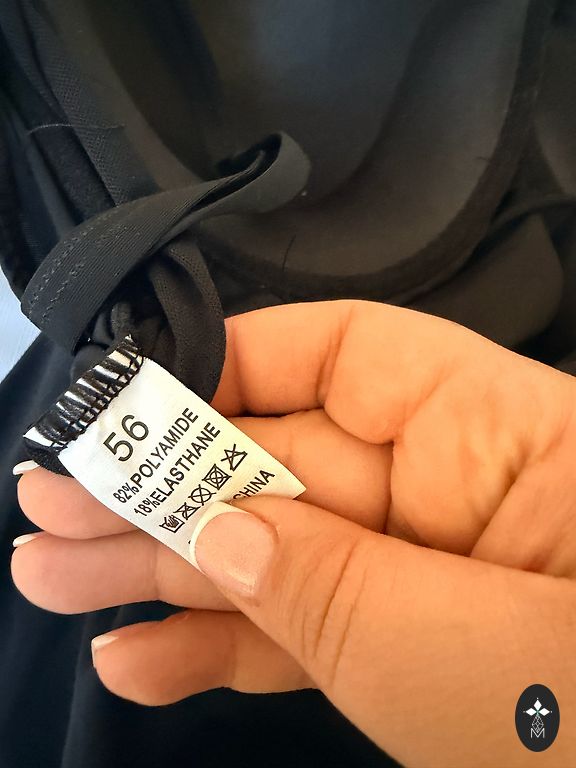 56
82%POLYAMIDE
18%ELASTHANE
CHINA
M